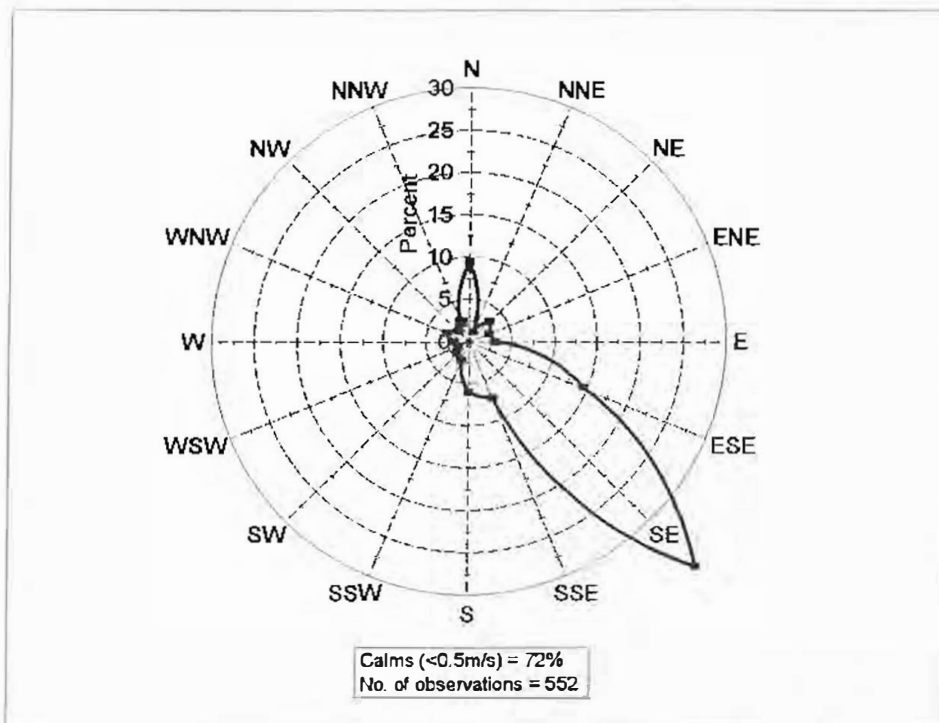 N
NNW
30
NNE
NW
25
NE
20
Percent
15
WNW
10
ENE
5
W
0
E
WSW
ESE
SW
SE
SSW
SSE
S
Calms (<0.5m/s) = 72%
No. of observations = 552